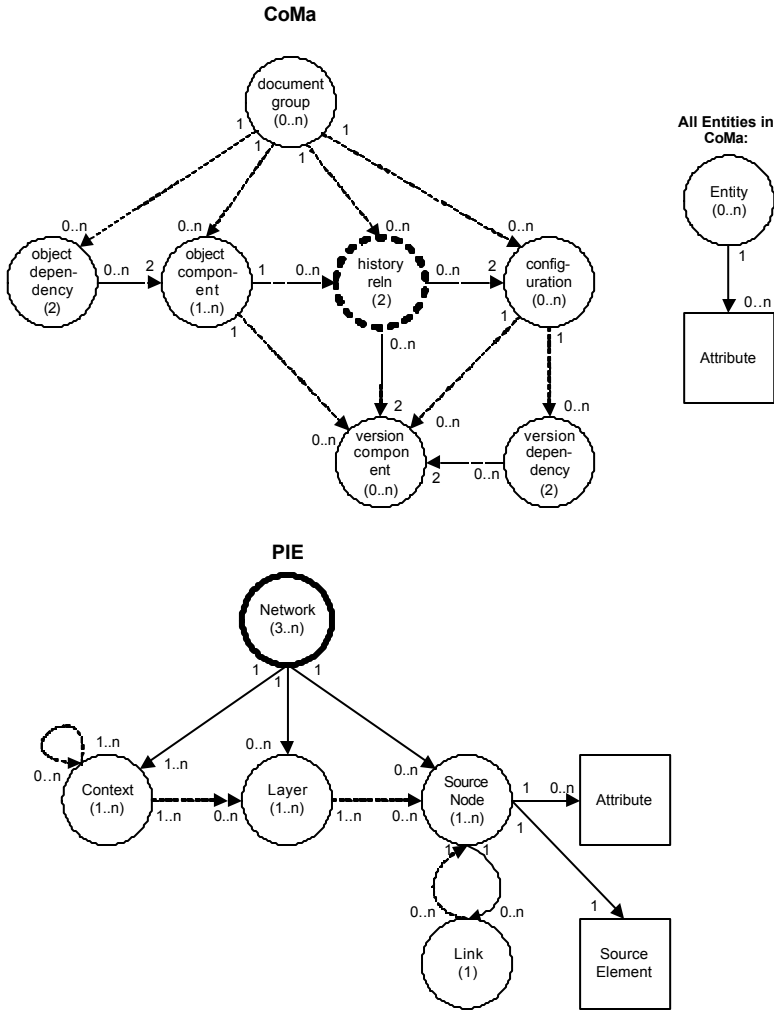 CoMa
document
group
(0..n)
1
1
1
1
All Entities in
CoMa:
Entity
(0..n)
1
0..n
Attribute
0..n
0..n
0..n
0..n
object
depen-
dency
(2)
0..n
2
object
compon-
ent
(1..n)
1
0..n
history
reln
(2)
0..n
2
config-
uration
(0..n)
1
0..n
1
1
0..n
2
0..n
0..n
version
compon
ent
(0..n)
2
0..n
version
depen-
dency
(2)
PIE
Network
(3..n)
1
1
1
1..n
0..n
1..n
0..n
0..n
Context
(1..n)
1..n
0..n
Layer
(1..n)
1..n
0..n
Source
Node
(1..n)
1
0..n
Attribute
1
1
1
0..n
0..n
1
Link
(1)
Source
Element